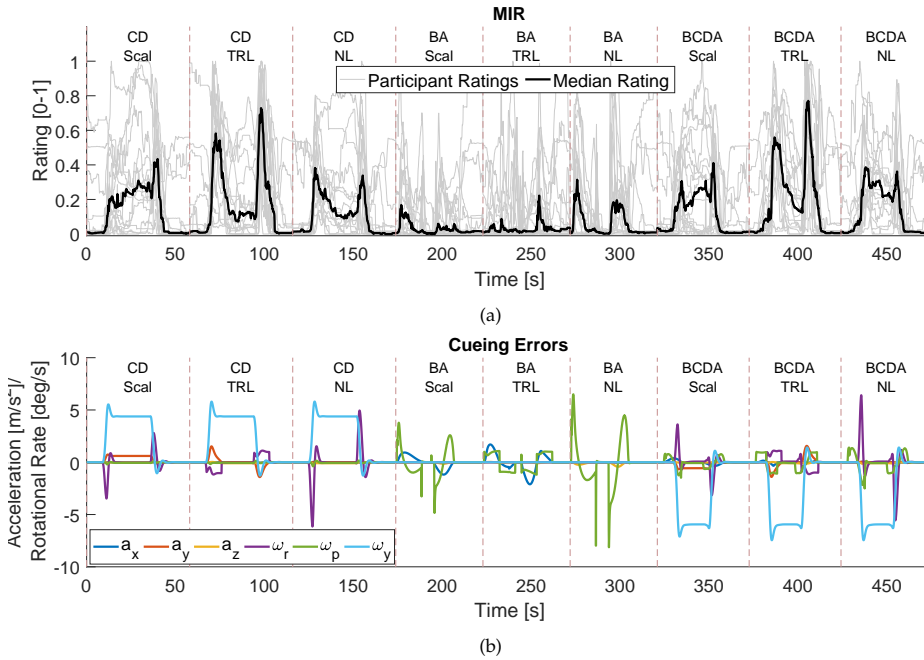 MIR
CD CD CD BA BA BA BCDA BCDA BCDA
Scal TRL NL Scal TRL NL Scal TRL NL
Participant Ratings Median Rating
Rating [0-1]
1
0.8
0.6
0.4
0.2
0
0 50 100 150 200 250 300 350 400 450
Time [s]
(a)
Cueing Errors
CD CD CD BA BA BA BCDA BCDA BCDA
Scal TRL NL Scal TRL NL Scal TRL NL
Acceleration [m/s²]/
Rotational Rate [deg/s]
10
5
0
-5
-10
a_x a_y a_z ω_r ω_p ω_y
0 50 100 150 200 250 300 350 400 450
Time [s]
(b)